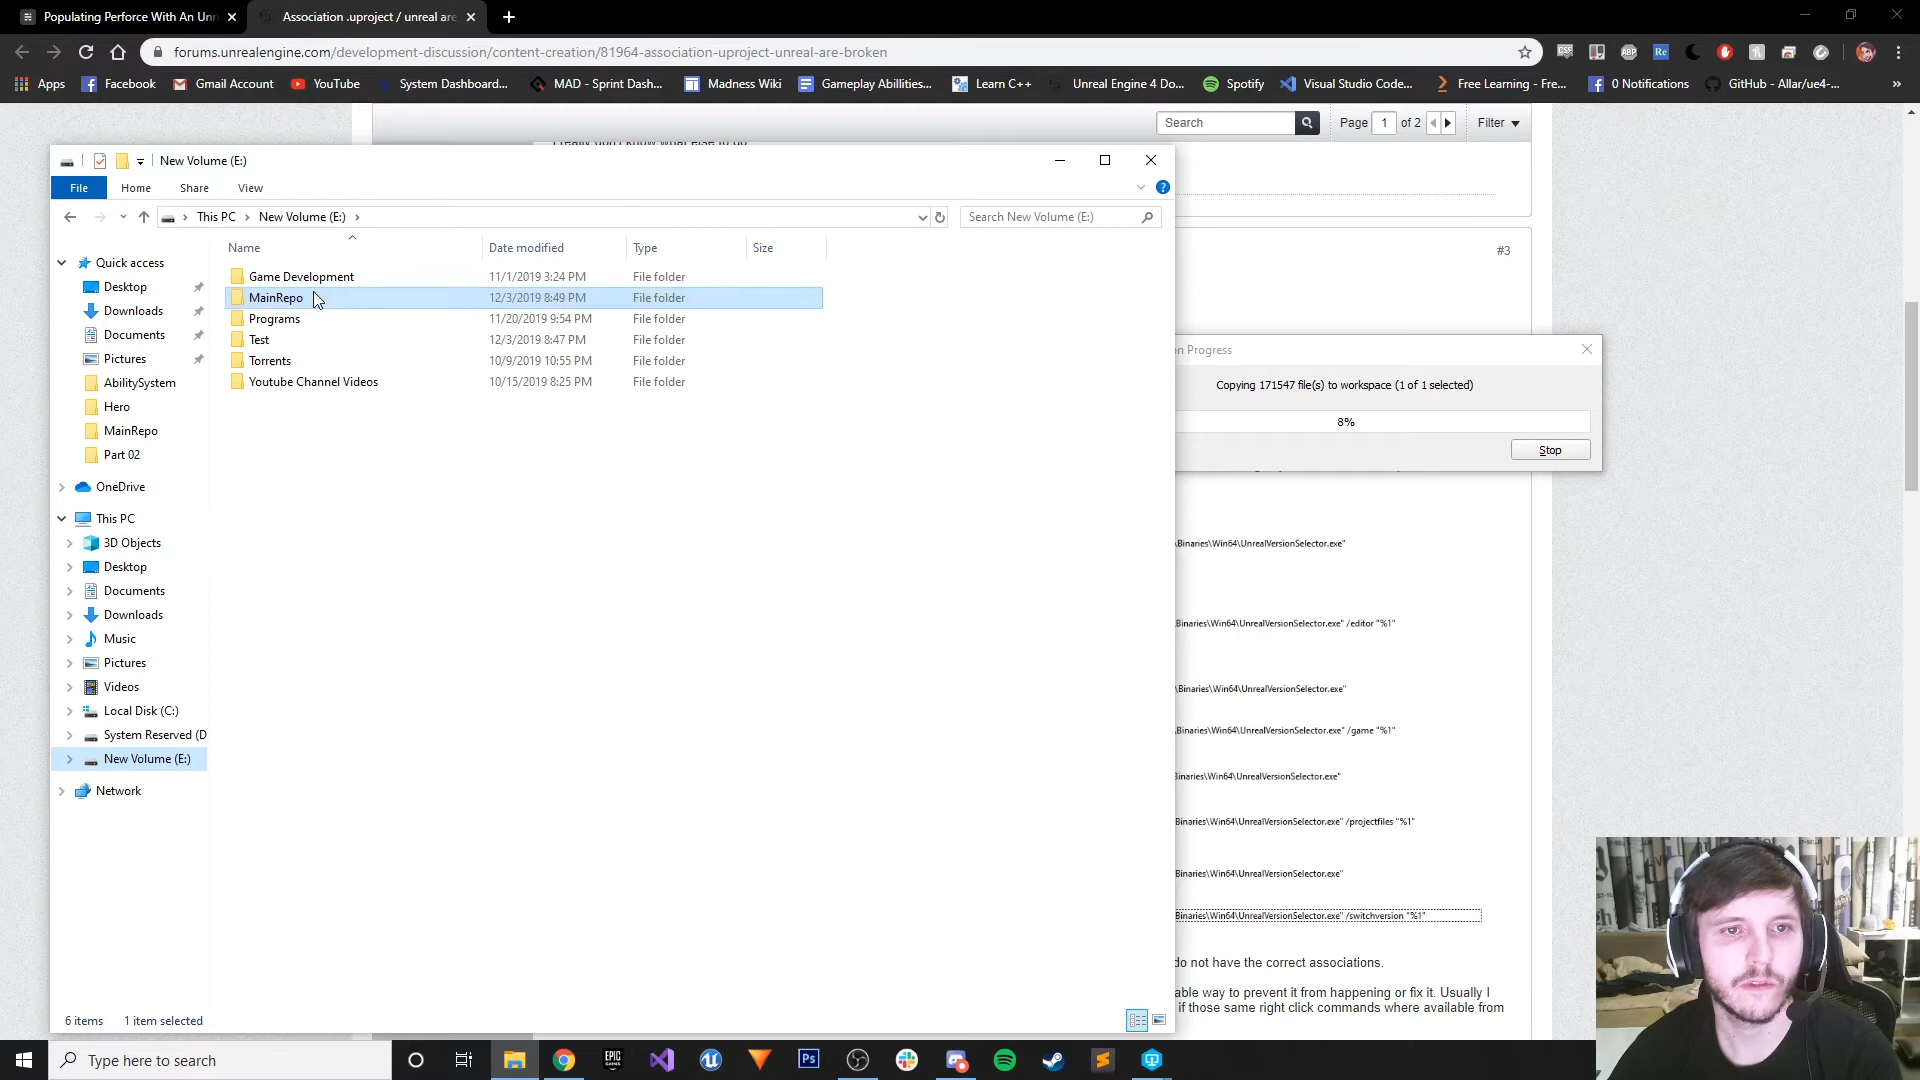 Populating Perforce With An Unr
Association .uproject / unreal are
forums.unrealengine.com/development-discussion/content-creation/81964-association-uproject-unreal-are-broken
Apps
Facebook
Gmail Account
YouTube
System Dashboard...
MAD - Sprint Dash...
Madness Wiki
Gameplay Abillities...
Learn C++
Unreal Engine 4 Do...
Spotify
Visual Studio Code...
Free Learning - Fre...
0 Notifications
GitHub - Allar/ue4-...
Search
Page 1 of 2
Filter
New Volume (E:)
File
Home
Share
View
This PC
New Volume (E:)
Search New Volume (E:)
Name
Date modified
Type
Size
Game Development 11/1/2019 3:24 PM File folder
MainRepo 12/3/2019 8:49 PM File folder
Programs 11/20/2019 9:54 PM File folder
Test 12/3/2019 8:47 PM File folder
Torrents 10/9/2019 10:55 PM File folder
Youtube Channel Videos 10/15/2019 8:25 PM File folder
Quick access
Desktop
Downloads
Documents
Pictures
AbilitySystem
Hero
MainRepo
Part 02
OneDrive
This PC
3D Objects
Desktop
Documents
Downloads
Music
Pictures
Videos
Local Disk (C:)
System Reserved (D
New Volume (E:)
Network
6 items
1 item selected
#3
n Progress
Copying 171547 file(s) to workspace (1 of 1 selected)
8%
Stop
\Binaries\Win64\UnrealVersionSelector.exe"
Binaries\Win64\UnrealVersionSelector.exe" /editor "%1"
\Binaries\Win64\UnrealVersionSelector.exe"
Binaries\Win64\UnrealVersionSelector.exe" /game "%1"
Binaries\Win64\UnrealVersionSelector.exe"
Binaries\Win64\UnrealVersionSelector.exe" /projectfiles "%1"
Binaries\Win64\UnrealVersionSelector.exe"
Binaries\Win64\UnrealVersionSelector.exe" /switchversion "%1"
do not have the correct associations.
able way to prevent it from happening or fix it. Usually I
if those same right click commands where available from
Type here to search